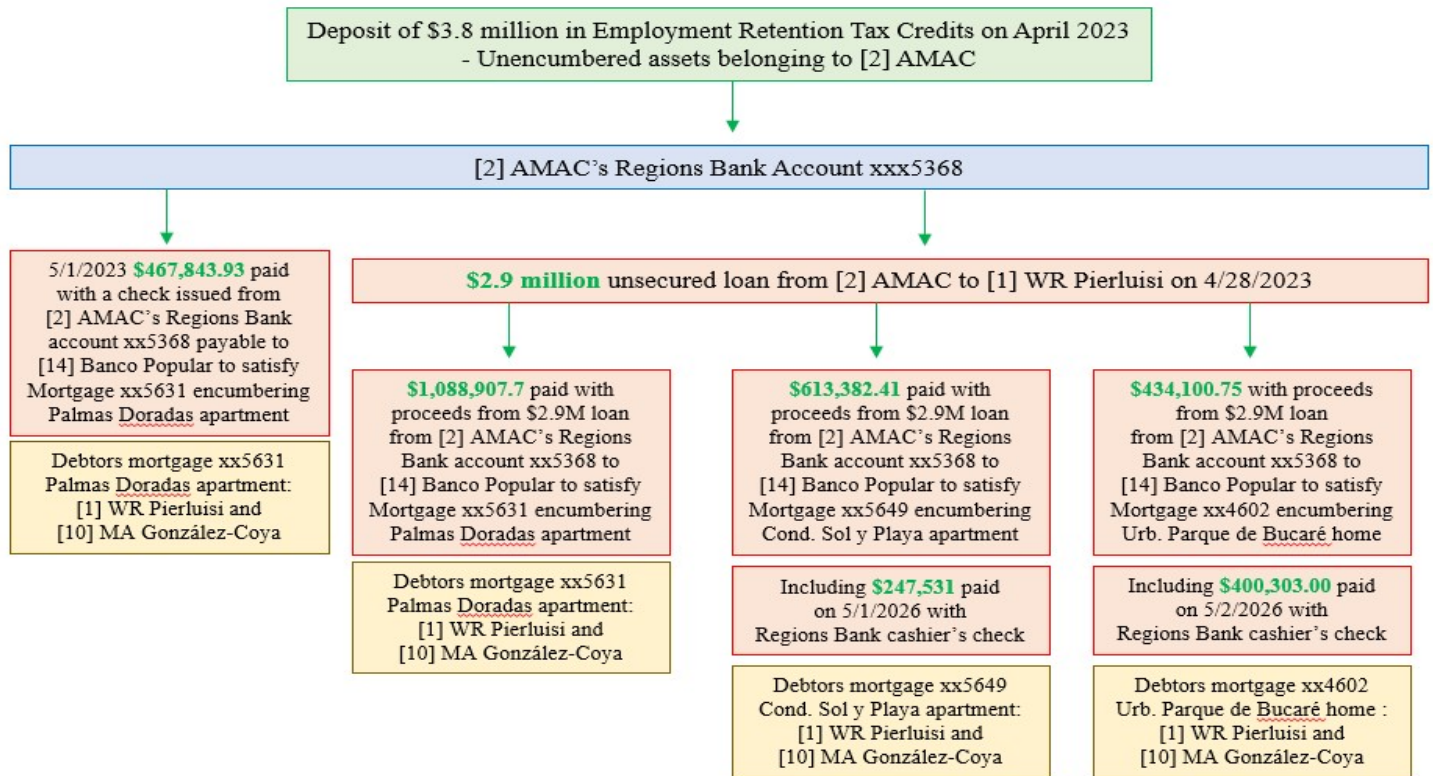 Deposit of $3.8 million in Employment Retention Tax Credits on April 2023
- Unencumbered assets belonging to [2] AMAC
[2] AMAC’s Regions Bank Account xxx5368
5/1/2023 $467,843.93 paid
with a check issued from
[2] AMAC’s Regions Bank
account xx5368 payable to
[14] Banco Popular to satisfy
Mortgage xx5631 encumbering
Palmas Doradas apartment
Debtors mortgage xx5631
Palmas Doradas apartment:
[1] WR Pierluisi and
[10] MA González-Coya
$2.9 million unsecured loan from [2] AMAC to [1] WR Pierluisi on 4/28/2023
$1,088,907.7 paid with
proceeds from $2.9M loan
from [2] AMAC’s Regions
Bank account xx5368 to
[14] Banco Popular to satisfy
Mortgage xx5631 encumbering
Palmas Doradas apartment
Debtors mortgage xx5631
Palmas Doradas apartment:
[1] WR Pierluisi and
[10] MA González-Coya
$613,382.41 paid with
proceeds from $2.9M loan
from [2] AMAC’s Regions
Bank account xx5368 to
[14] Banco Popular to satisfy
Mortgage xx5649 encumbering
Cond. Sol y Playa apartment
Including $247,531 paid
on 5/1/2026 with
Regions Bank cashier’s check
Debtors mortgage xx5649
Cond. Sol y Playa apartment:
[1] WR Pierluisi and
[10] MA González-Coya
$434,100.75 with proceeds
from $2.9M loan
from [2] AMAC’s Regions
Bank account xx5368 to
[14] Banco Popular to satisfy
Mortgage xx4602 encumbering
Urb. Parque de Bucaré home
Including $400,303.00 paid
on 5/2/2026 with
Regions Bank cashier’s check
Debtors mortgage xx4602
Urb. Parque de Bucaré home :
[1] WR Pierluisi and
[10] MA González-Coya